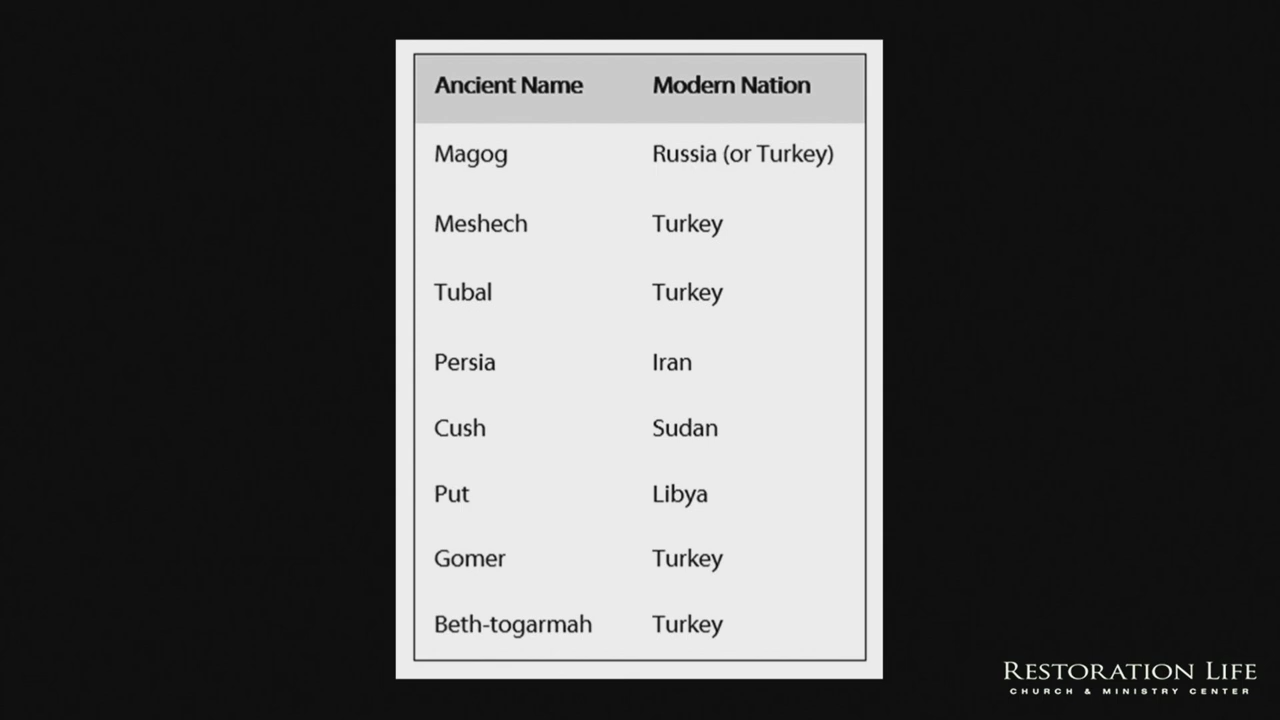 Ancient Name Modern Nation
Magog Russia (or Turkey)
Meshech Turkey
Tubal Turkey
Persia Iran
Cush Sudan
Put Libya
Gomer Turkey
Beth-togarmah Turkey
RESTORATION LIFE
CHURCH & MINISTRY CENTER